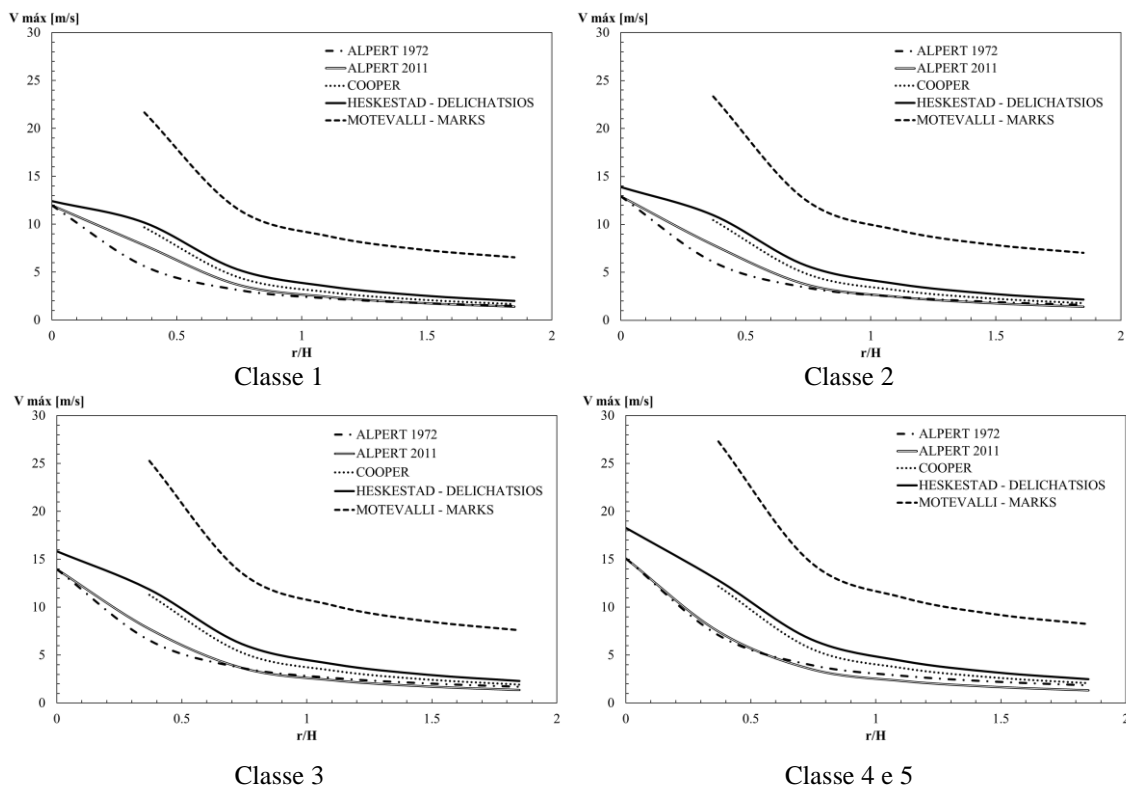 V máx [m/s]
30
25
20
15
10
5
0
0
0.5
1
1.5
2
r/H
ALPERT 1972
ALPERT 2011
COOPER
HESKESTAD - DELICHATSIOS
MOTEVALLI - MARKS
Classe 1
V máx [m/s]
30
25
20
15
10
5
0
0
0.5
1
1.5
2
r/H
ALPERT 1972
ALPERT 2011
COOPER
HESKESTAD - DELICHATSIOS
MOTEVALLI - MARKS
Classe 2
V máx [m/s]
30
25
20
15
10
5
0
0
0.5
1
1.5
2
r/H
ALPERT 1972
ALPERT 2011
COOPER
HESKESTAD - DELICHATSIOS
MOTEVALLI - MARKS
Classe 3
V máx [m/s]
30
25
20
15
10
5
0
0
0.5
1
1.5
2
r/H
ALPERT 1972
ALPERT 2011
COOPER
HESKESTAD - DELICHATSIOS
MOTEVALLI - MARKS
Classe 4 e 5